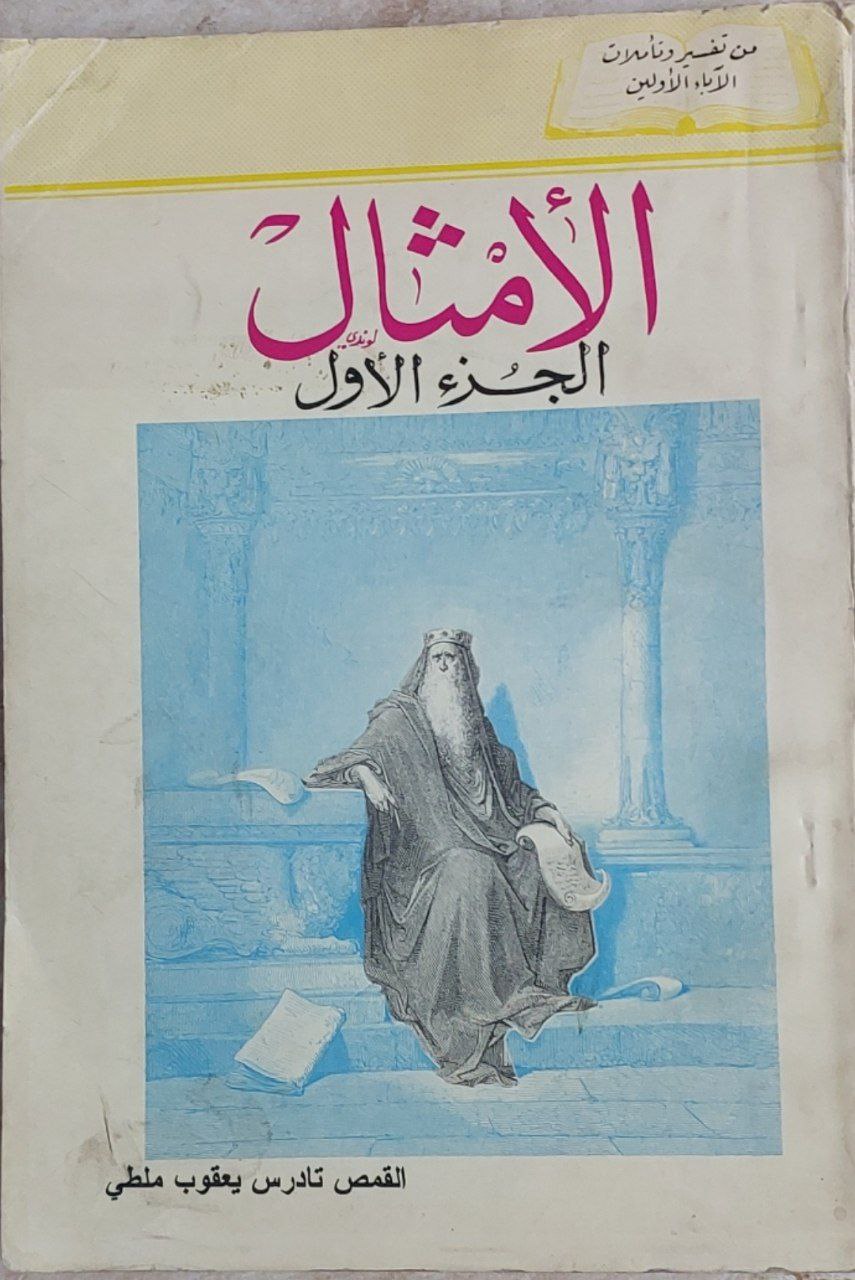 من تفسير وتأملات
الآباء الأولين
الأمثال
الجزء الأول
القمص تادرس يعقوب ملطي